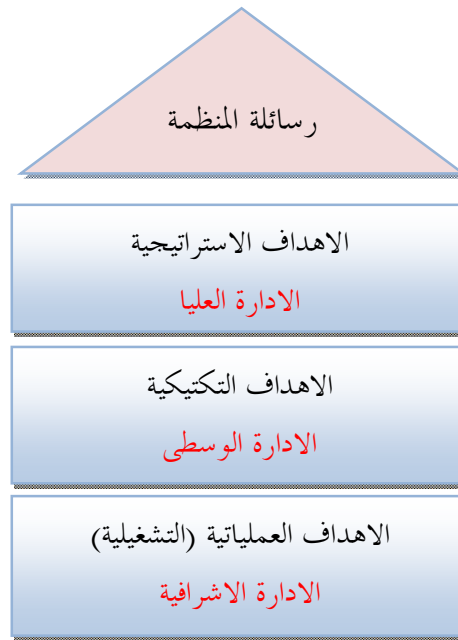 رسائلة المنظمة
الاهداف الاستراتيجية
الادارة العليا
الاهداف التكتيكية
الادارة الوسطى
الاهداف العملياتية (التشغيلية)
الادارة الاشرافية